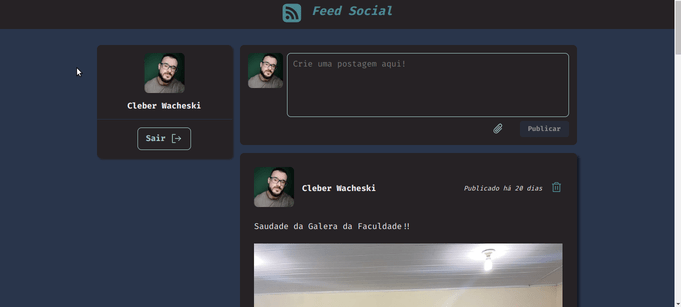 Feed Social
Cleber Wacheski
Sair
Crie uma postagem aqui!
Publicar
Cleber Wacheski
Publicado há 20 dias
Saudade da Galera da Faculdade!!